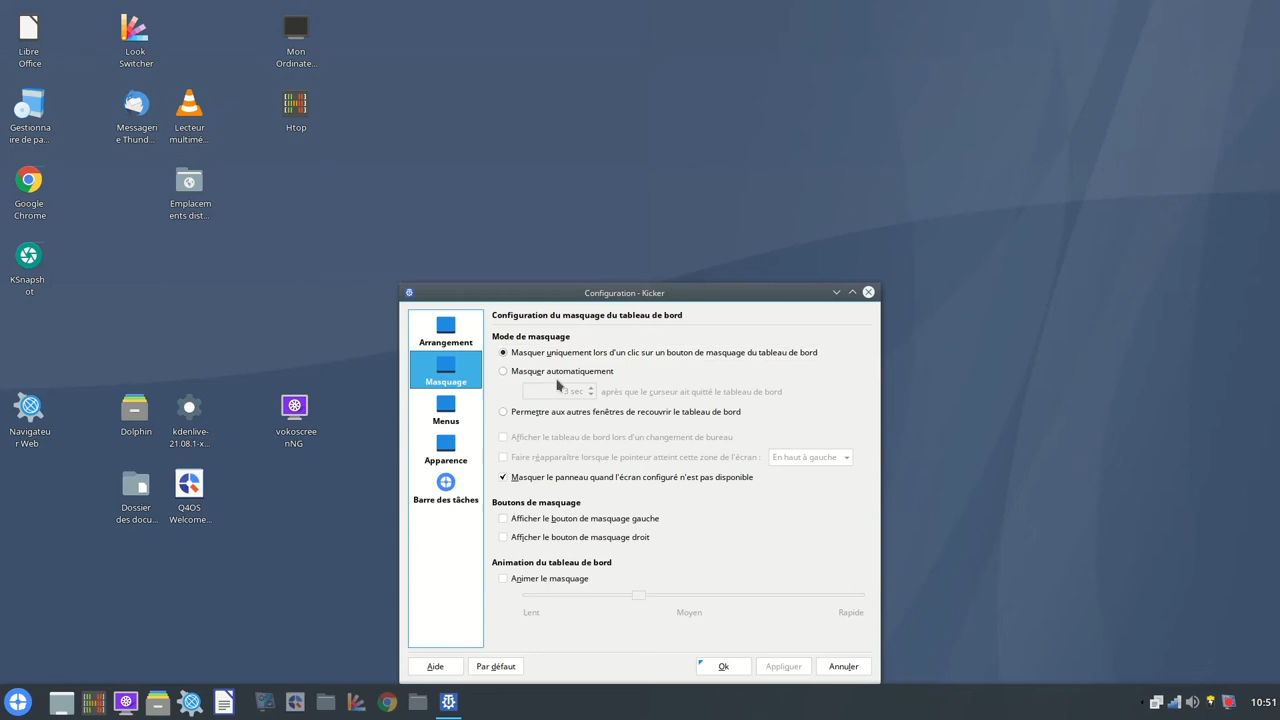 Libre
Office
Look
Switcher
Mon
Ordinate...
Gestionna
ire de pa...
Messageri
e Thund...
Lecteur
multimé...
Htop
Google
Chrome
Emplacem
ents dist...
KSnapsh
ot
Navigateu
r Web
Dolphin
kdenlive-
21.08.1-x...
vokoscree
nNG
Dossier
des docu...
Q4OS
Welcome...
Configuration - Kicker
Arrangement
Masquage
Menus
Apparence
Barre des tâches
Configuration du masquage du tableau de bord
Mode de masquage
Masquer uniquement lors d'un clic sur un bouton de masquage du tableau de bord
Masquer automatiquement
3 sec après que le curseur ait quitté le tableau de bord
Permettre aux autres fenêtres de recouvrir le tableau de bord
Afficher le tableau de bord lors d'un changement de bureau
Faire réapparaître lorsque le pointeur atteint cette zone de l'écran : En haut à gauche
Masquer le panneau quand l'écran configuré n'est pas disponible
Boutons de masquage
Afficher le bouton de masquage gauche
Afficher le bouton de masquage droit
Animation du tableau de bord
Animer le masquage
Lent Moyen Rapide
Aide Par défaut Ok Appliquer Annuler
10:51